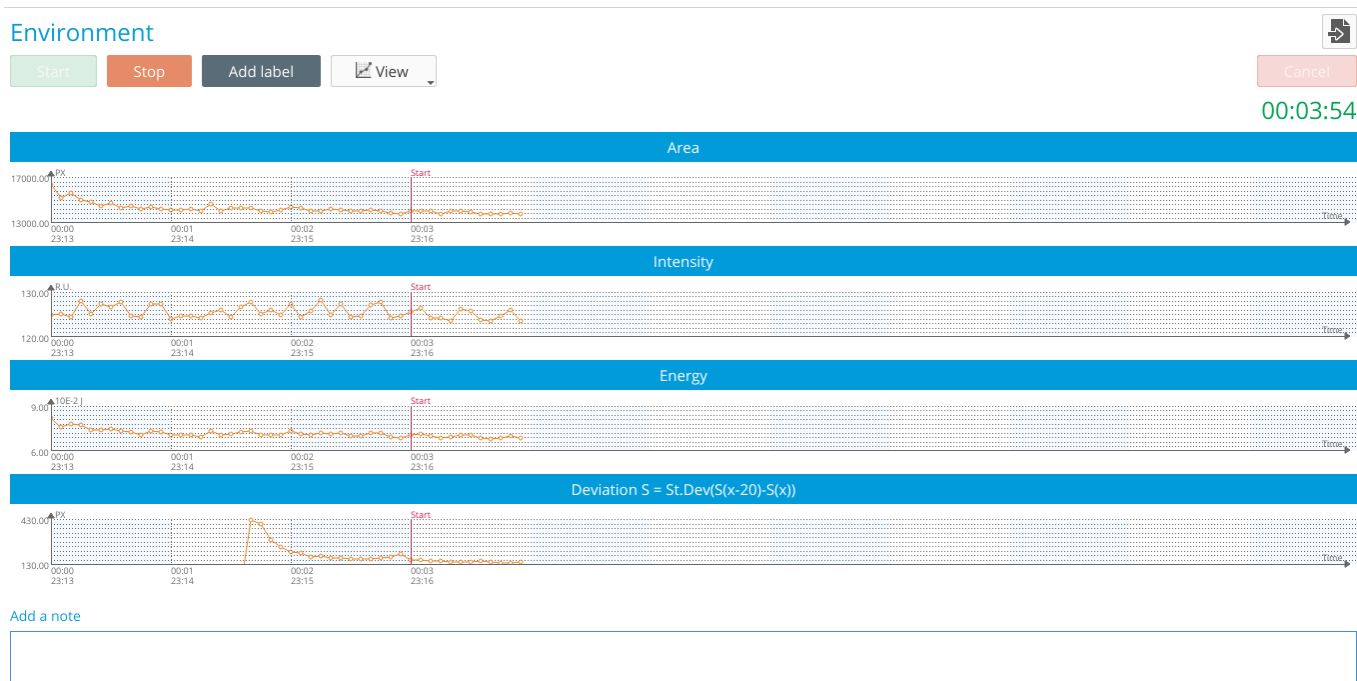 Environment
Start Stop Add label View Cancel
00:03:54
Area
17000.00 PX Start
13000.00 Time
00:00 00:01 00:02 00:03
23:13 23:14 23:15 23:16
Intensity
130.00 R.U. Start
120.00 Time
00:00 00:01 00:02 00:03
23:13 23:14 23:15 23:16
Energy
9.00 10E-2 J Start
6.00 Time
00:00 00:01 00:02 00:03
23:13 23:14 23:15 23:16
Deviation S = St.Dev(S(x-20)-S(x))
430.00 PX Start
130.00 Time
00:00 00:01 00:02 00:03
23:13 23:14 23:15 23:16
Add a note